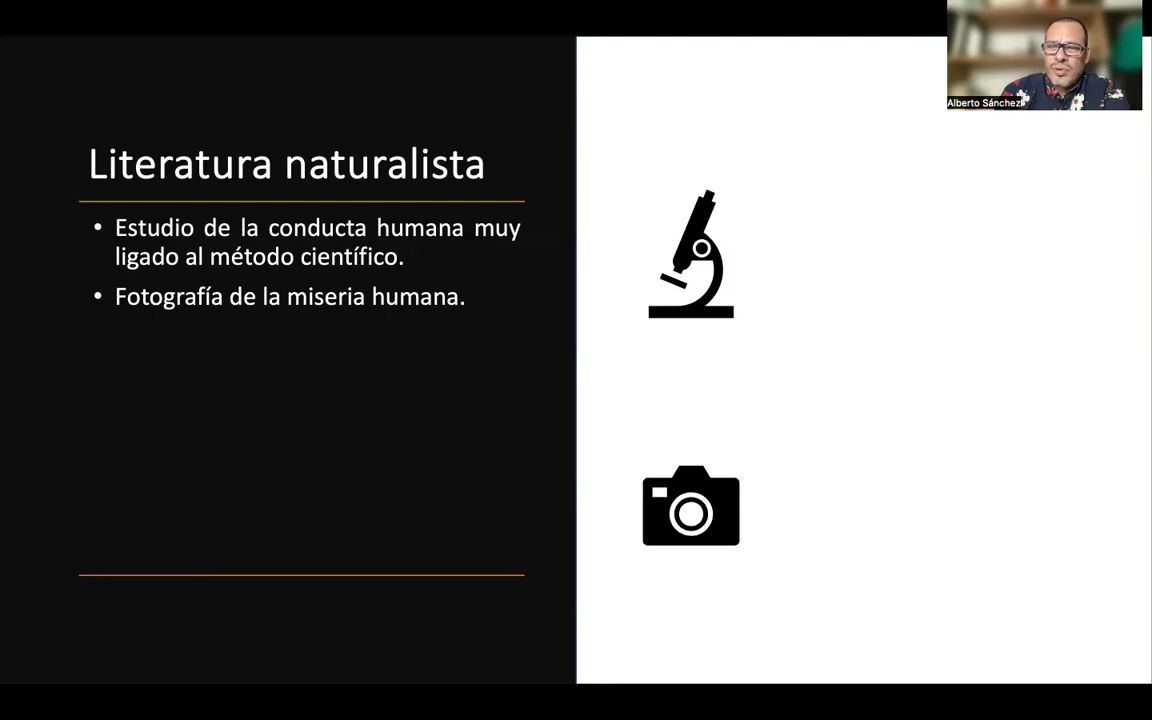 Literatura naturalista
• Estudio de la conducta humana muy
ligado al método científico.
• Fotografía de la miseria humana.
Alberto Sánchez